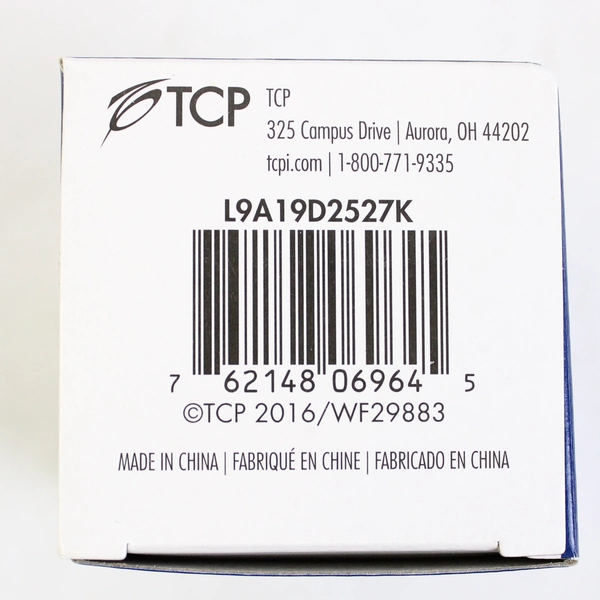 TCP
TCP
325 Campus Drive | Aurora, OH 44202
tcpi.com | 1-800-771-9335
L9A19D2527K
7 62148 06964 5
©TCP 2016/WF29883
MADE IN CHINA | FABRIQUÉ EN CHINE | FABRICADO EN CHINA